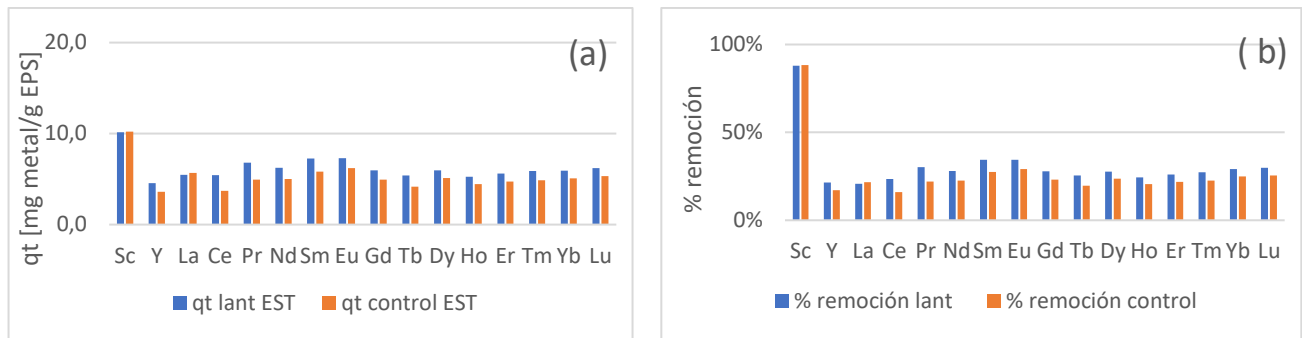 (a)
qt [mg metal/g EPS]
20,0
10,0
0,0
Sc Y La Ce Pr Nd Sm Eu Gd Tb Dy Ho Er Tm Yb Lu
qt lant EST qt control EST
( b)
% remoción
100%
50%
0%
Sc Y La Ce Pr Nd Sm Eu Gd Tb Dy Ho Er Tm Yb Lu
% remoción lant % remoción control